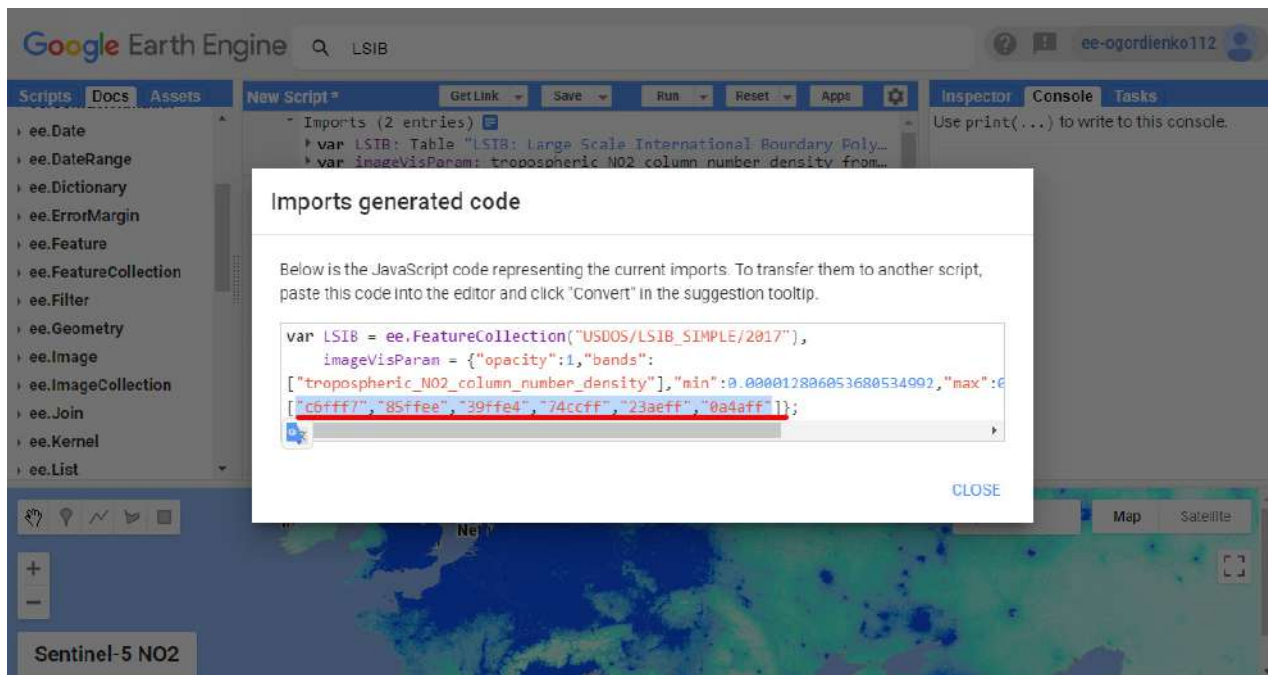 Google Earth Engine LSIB ee-ogordienko112
Scripts Docs Assets
New Script * Get Link Save Run Reset Apps
Inspector Console Tasks
Imports (2 entries)
Use print(...) to write to this console.
var LSIB: Table "LSIB: Large Scale International Boundary Poly…
var imageVisParam: tropospheric NO2 column number density from…
ee.Date
ee.DateRange
ee.Dictionary
ee.ErrorMargin
ee.Feature
ee.FeatureCollection
ee.Filter
ee.Geometry
ee.Image
ee.ImageCollection
ee.Join
ee.Kernel
ee.List
Imports generated code
Below is the JavaScript code representing the current imports. To transfer them to another script,
paste this code into the editor and click "Convert" in the suggestion tooltip.
var LSIB = ee.FeatureCollection("USDOS/LSIB_SIMPLE/2017"),
imageVisParam = {"opacity":1,"bands":
["tropospheric_NO2_column_number_density"],"min":0.000012806053680534992,"max":0
["c6fff7","85ffee","39ffe4","74ccff","23aeff","0a4aff"]};
CLOSE
Map Satellite
+
−
Sentinel-5 NO2